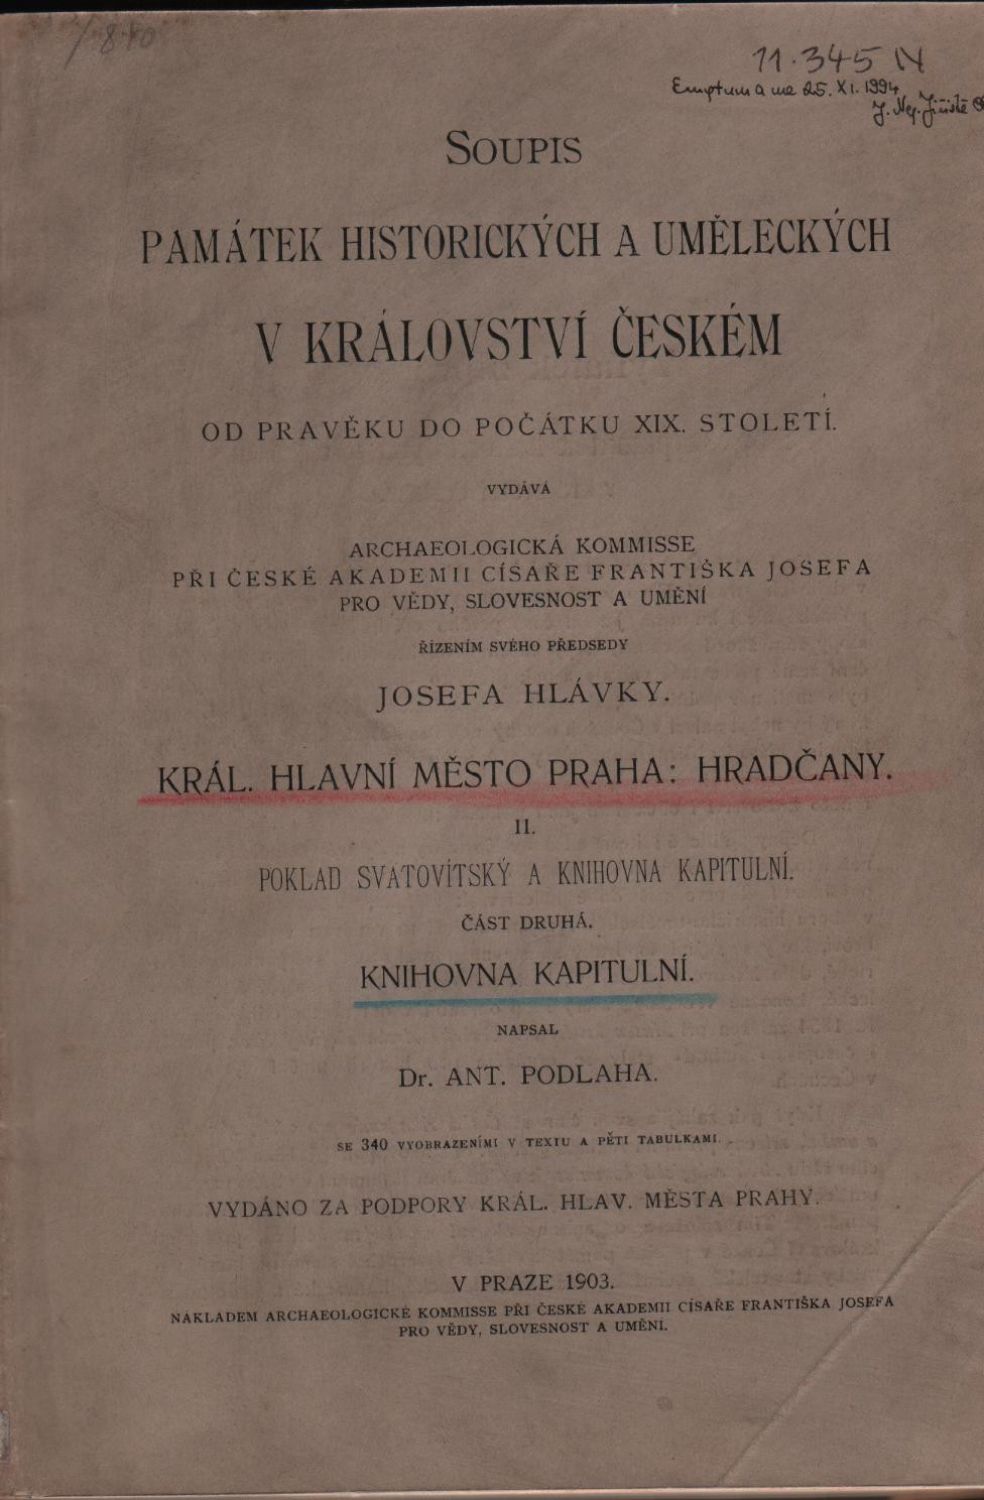 11.345 N
Emptum a me 25. XI. 1994
SOUPIS
PAMÁTEK HISTORICKÝCH A UMĚLECKÝCH
V KRÁLOVSTVÍ ČESKÉM
OD PRAVĚKU DO POČÁTKU XIX. STOLETÍ.
VYDÁVÁ
ARCHAEOLOGICKÁ KOMMISSE
PŘI ČESKÉ AKADEMII CÍSAŘE FRANTIŠKA JOSEFA
PRO VĚDY, SLOVESNOST A UMĚNÍ
ŘÍZENÍM SVÉHO PŘEDSEDY
JOSEFA HLÁVKY.
KRÁL. HLAVNÍ MĚSTO PRAHA: HRADČANY.
II.
POKLAD SVATOVÍTSKÝ A KNIHOVNA KAPITULNÍ.
ČÁST DRUHÁ.
KNIHOVNA KAPITULNÍ.
NAPSAL
Dr. ANT. PODLAHA.
SE 340 VYOBRAZENÍMI V TEXTU A PĚTI TABULKAMI.
VYDÁNO ZA PODPORY KRÁL. HLAV. MĚSTA PRAHY.
V PRAZE 1903.
NÁKLADEM ARCHAEOLOGICKÉ KOMMISSE PŘI ČESKÉ AKADEMII CÍSAŘE FRANTIŠKA JOSEFA
PRO VĚDY, SLOVESNOST A UMĚNÍ.